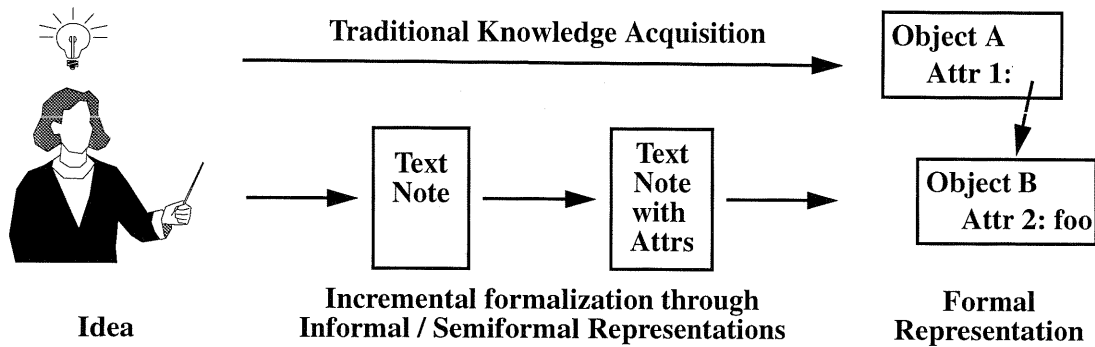 Traditional Knowledge Acquisition
Object A
Attr 1:
Text
Note
Text
Note
with
Attrs
Object B
Attr 2: foo
Idea
Incremental formalization through
Informal / Semiformal Representations
Formal
Representation